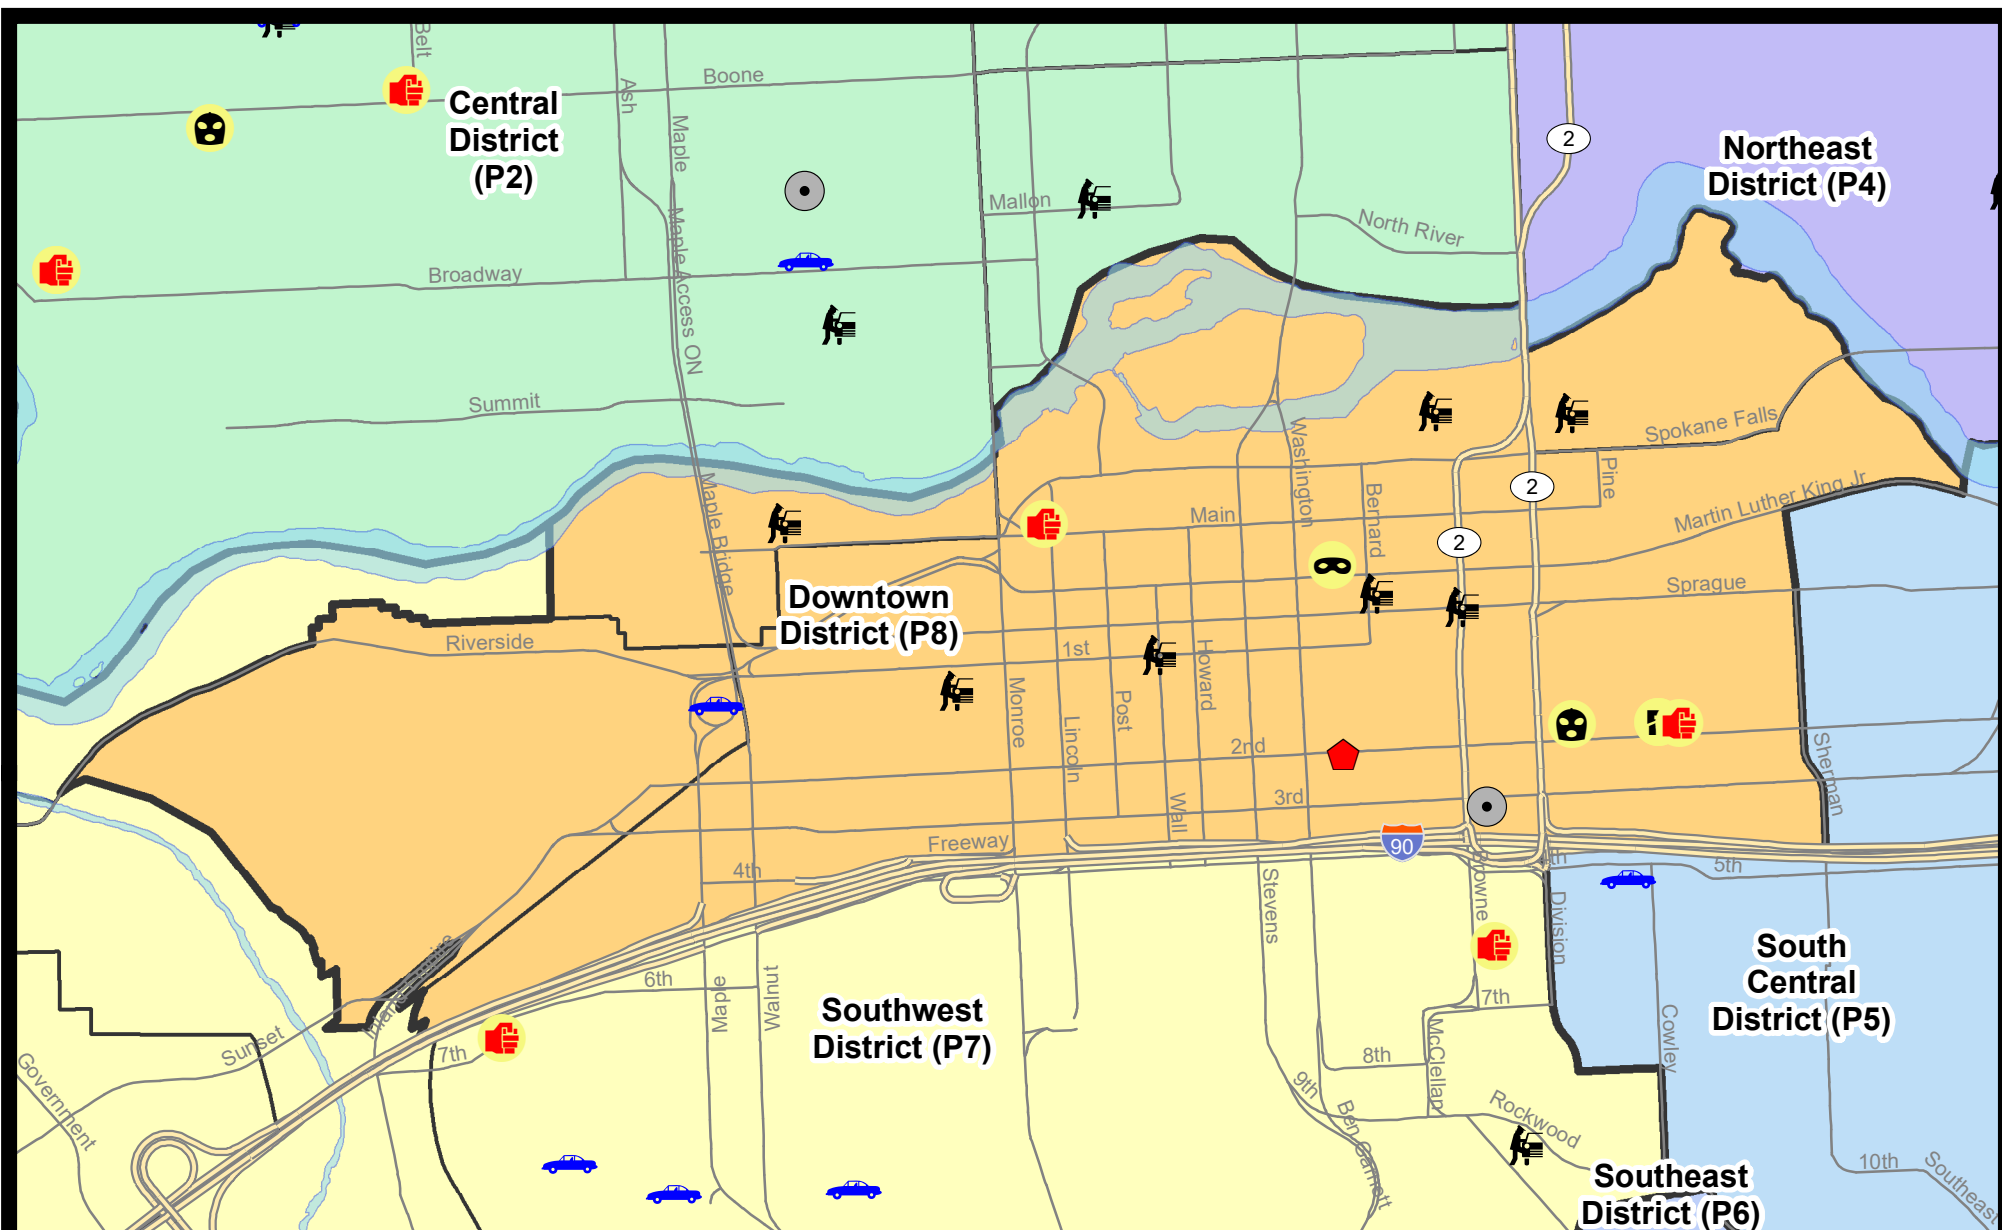 Belt
Boone
Central
District
(P2)
Ash
Maple
2
Northeast
District (P4)
Mallon
North River
Maple Access ON
Broadway
Summit
Spokane Falls
Washington
Pine
2
Maple Bridge
Main
Bernard
Martin Luther King Jr
2
Downtown
District (P8)
Sprague
Riverside
1st
Howard
Monroe
Post
Lincoln
2nd
Sherman
3rd
Wall
Freeway
90
4th
4th
5th
Stevens
Browne
Division
South
Central
District (P5)
6th
Maple
Walnut
Southwest
District (P7)
7th
Cowley
McClellan
Sunset
7th
8th
9th
Government
Ben Garnett
Rockwood
10th
Southeast
Southeast
District (P6)